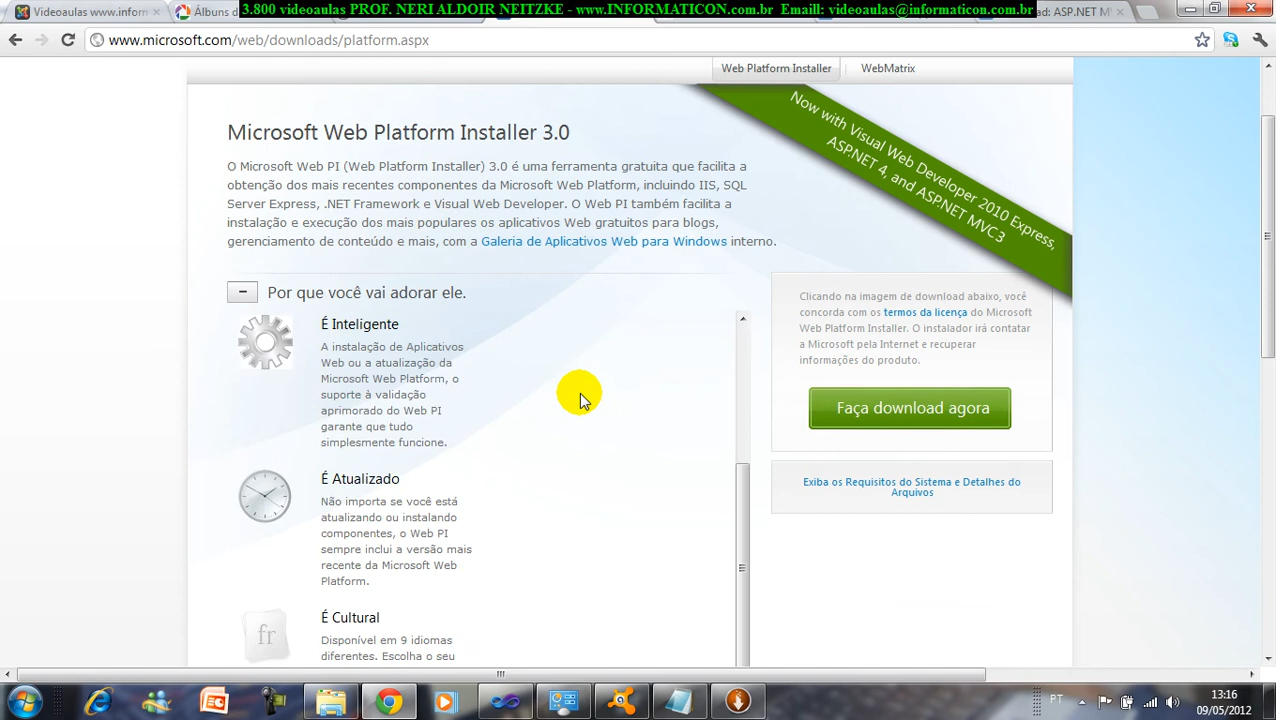 3.800 videoaulas PROF. NERI ALDOIR NEITZKE - www.INFORMATICON.com.br Emaill: videoaulas@informaticon.com.br
Videoaulas www.inform
Álbuns d
ad: ASP.NET M
www.microsoft.com/web/downloads/platform.aspx
Web Platform Installer
WebMatrix
Now with Visual Web Developer 2010 Express,
ASP.NET 4, and ASP.NET MVC3
Microsoft Web Platform Installer 3.0
O Microsoft Web PI (Web Platform Installer) 3.0 é uma ferramenta gratuita que facilita a
obtenção dos mais recentes componentes da Microsoft Web Platform, incluindo IIS, SQL
Server Express, .NET Framework e Visual Web Developer. O Web PI também facilita a
instalação e execução dos mais populares os aplicativos Web gratuitos para blogs,
gerenciamento de conteúdo e mais, com a Galeria de Aplicativos Web para Windows interno.
Por que você vai adorar ele.
É Inteligente
A instalação de Aplicativos
Web ou a atualização da
Microsoft Web Platform, o
suporte à validação
aprimorado do Web PI
garante que tudo
simplesmente funcione.
É Atualizado
Não importa se você está
atualizando ou instalando
componentes, o Web PI
sempre inclui a versão mais
recente da Microsoft Web
Platform.
fr
É Cultural
Disponível em 9 idiomas
diferentes. Escolha o seu
Clicando na imagem de download abaixo, você
concorda com os termos da licença do Microsoft
Web Platform Installer. O instalador irá contatar
a Microsoft pela Internet e recuperar
informações do produto.
Faça download agora
Exiba os Requisitos do Sistema e Detalhes do
Arquivos
PT
13:16
09/05/2012